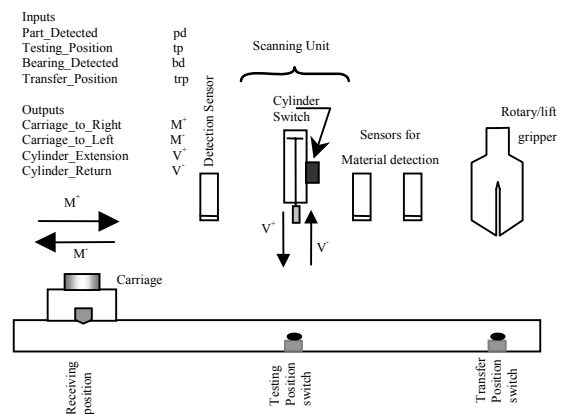 Inputs
Part_Detected pd
Testing_Position tp
Bearing_Detected bd
Transfer_Position trp
Outputs
Carriage_to_Right M+
Carriage_to_Left M-
Cylinder_Extension V+
Cylinder_Return V-
Detection Sensor
Scanning Unit
Cylinder
Switch
Sensors for
Material detection
Rotary/lift
gripper
M+
M-
V+
V-
Carriage
Receiving
position
Testing
Position
switch
Transfer
Position
switch